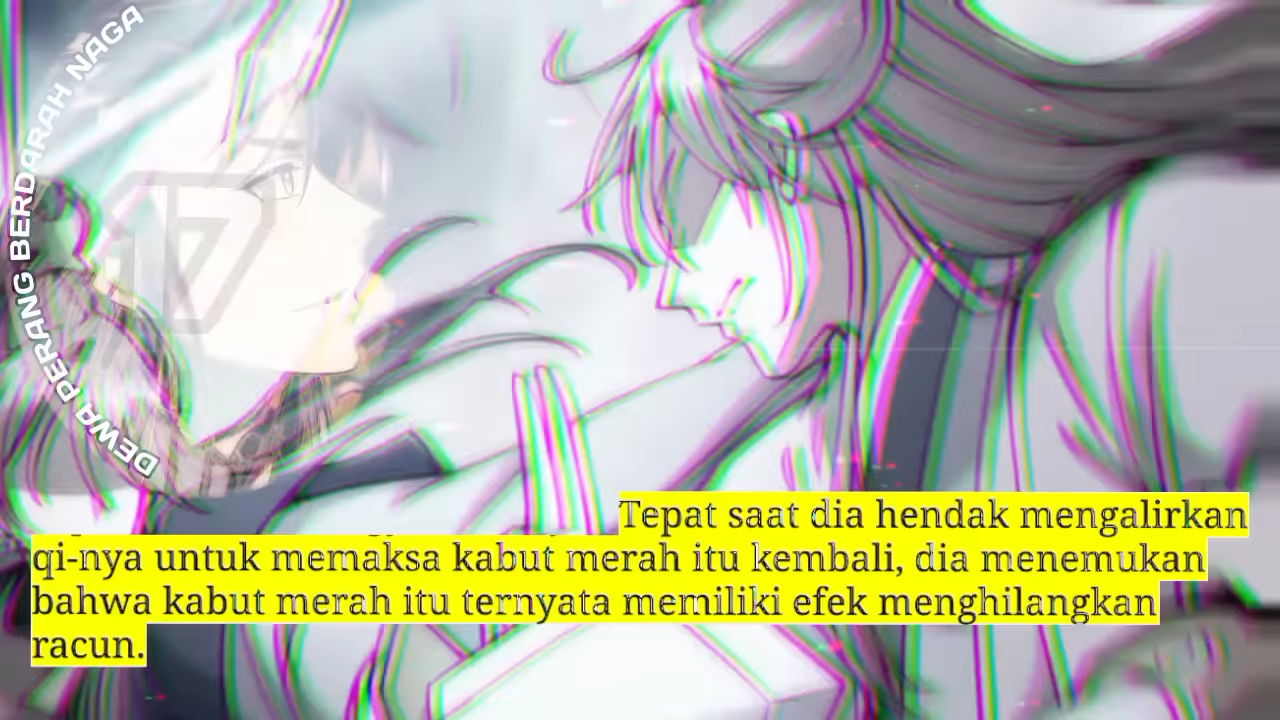 DEWA PERANG BERDARAH NAGA
17
Tepat saat dia hendak mengalirkan
qi-nya untuk memaksa kabut merah itu kembali, dia menemukan
bahwa kabut merah itu ternyata memiliki efek menghilangkan
racun.